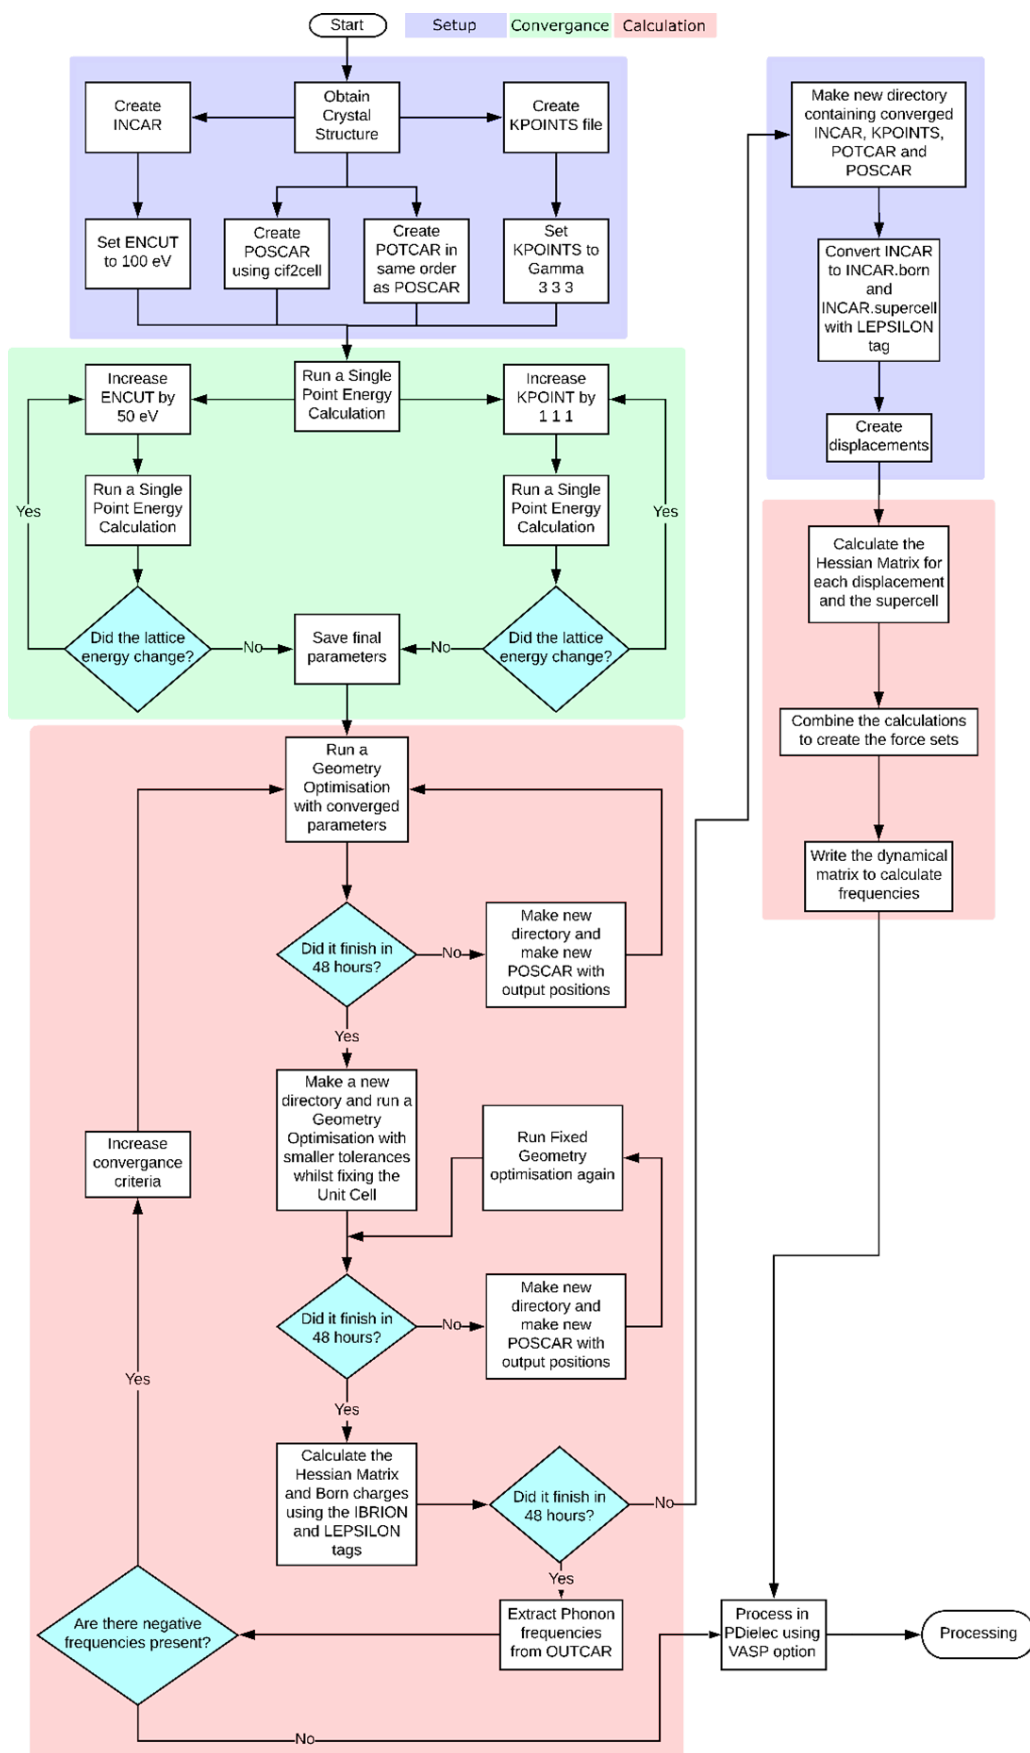 Start
Setup
Convergance
Calculation
Create
INCAR
Obtain
Crystal
Structure
Create
KPOINTS file
Set ENCUT
to 100 eV
Create
POSCAR
using cif2cell
Create
POTCAR in
same order
as POSCAR
Set
KPOINTS to
Gamma
3 3 3
Increase
ENCUT by
50 eV
Run a Single
Point Energy
Calculation
Increase
KPOINT by
1 1 1
Run a Single
Point Energy
Calculation
Run a Single
Point Energy
Calculation
Yes
Yes
Did the lattice
energy change?
No
Save final
parameters
No
Did the lattice
energy change?
Run a
Geometry
Optimisation
with converged
parameters
Did it finish in
48 hours?
No
Make new
directory and
make new
POSCAR with
output positions
Yes
Make a new
directory and run a
Geometry
Optimisation with
smaller tolerances
whilst fixing the
Unit Cell
Run Fixed
Geometry
optimisation again
Increase
convergance
criteria
Did it finish in
48 hours?
No
Make new
directory and
make new
POSCAR with
output positions
Yes
Yes
Calculate the
Hessian Matrix
and Born charges
using the IBRION
and LEPSILON
tags
Did it finish in
48 hours?
No
Yes
Extract Phonon
frequencies
from OUTCAR
Are there negative
frequencies present?
No
Make new directory
containing converged
INCAR, KPOINTS,
POTCAR and
POSCAR
Convert INCAR
to INCAR.born
and
INCAR.supercell
with LEPSILON
tag
Create
displacements
Calculate the
Hessian Matrix for
each displacement
and the supercell
Combine the calculations
to create the force sets
Write the dynamical
matrix to calculate
frequencies
Process in
PDielec using
VASP option
Processing